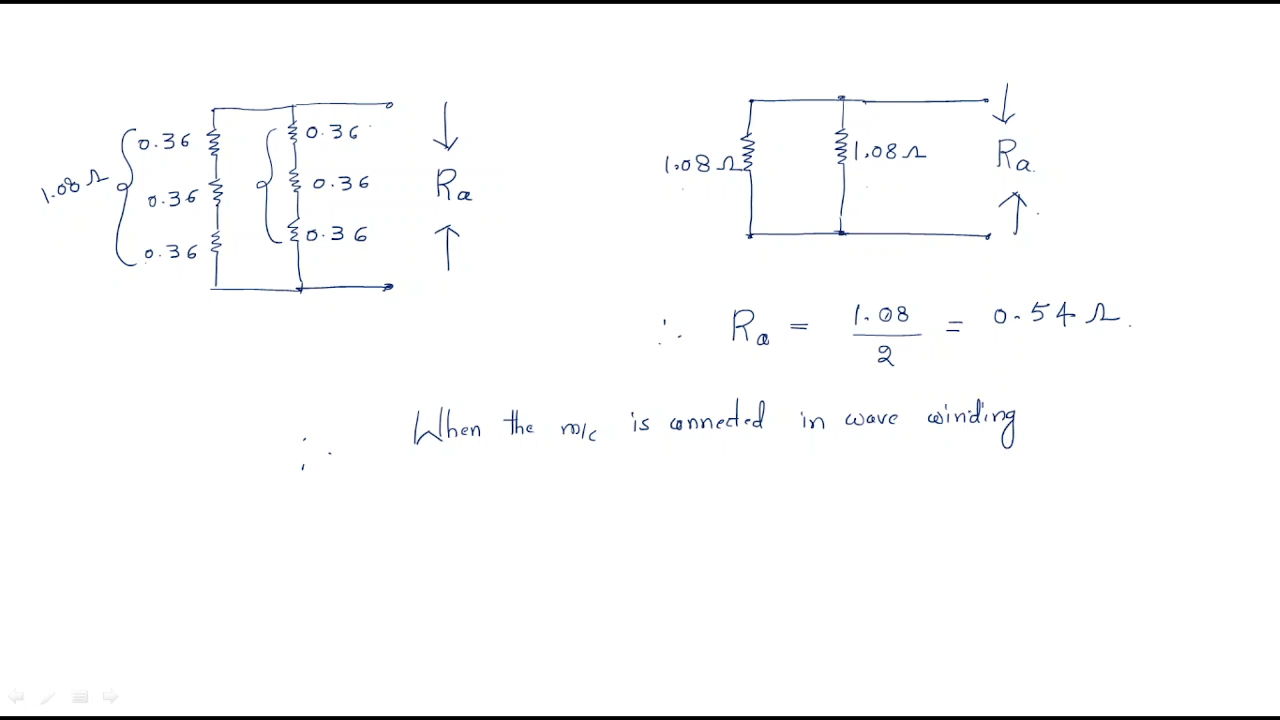 0.36
0.36
0.36
1.08 Ω
0.36
0.36
0.36
Ra
1.08 Ω
1.08 Ω
Ra
∴ Ra = 1.08/2 = 0.54 Ω.
∴ When the m/c is connected in wave winding